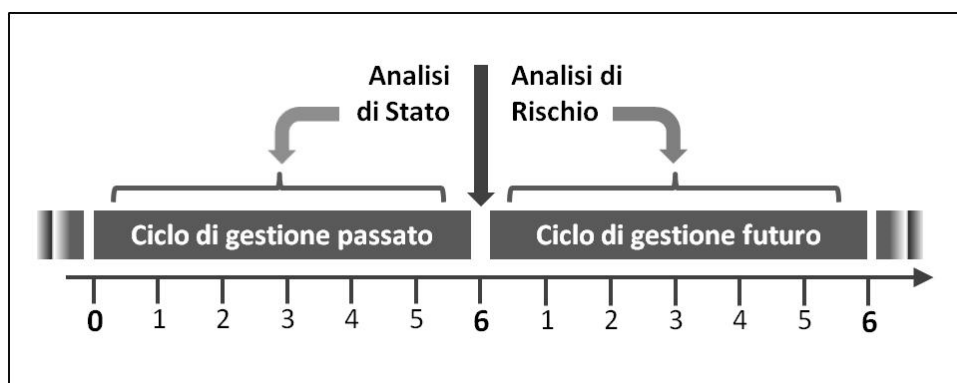 Analisi
di Stato
Analisi di
Rischio
Ciclo di gestione passato
Ciclo di gestione futuro
0 1 2 3 4 5 6 1 2 3 4 5 6